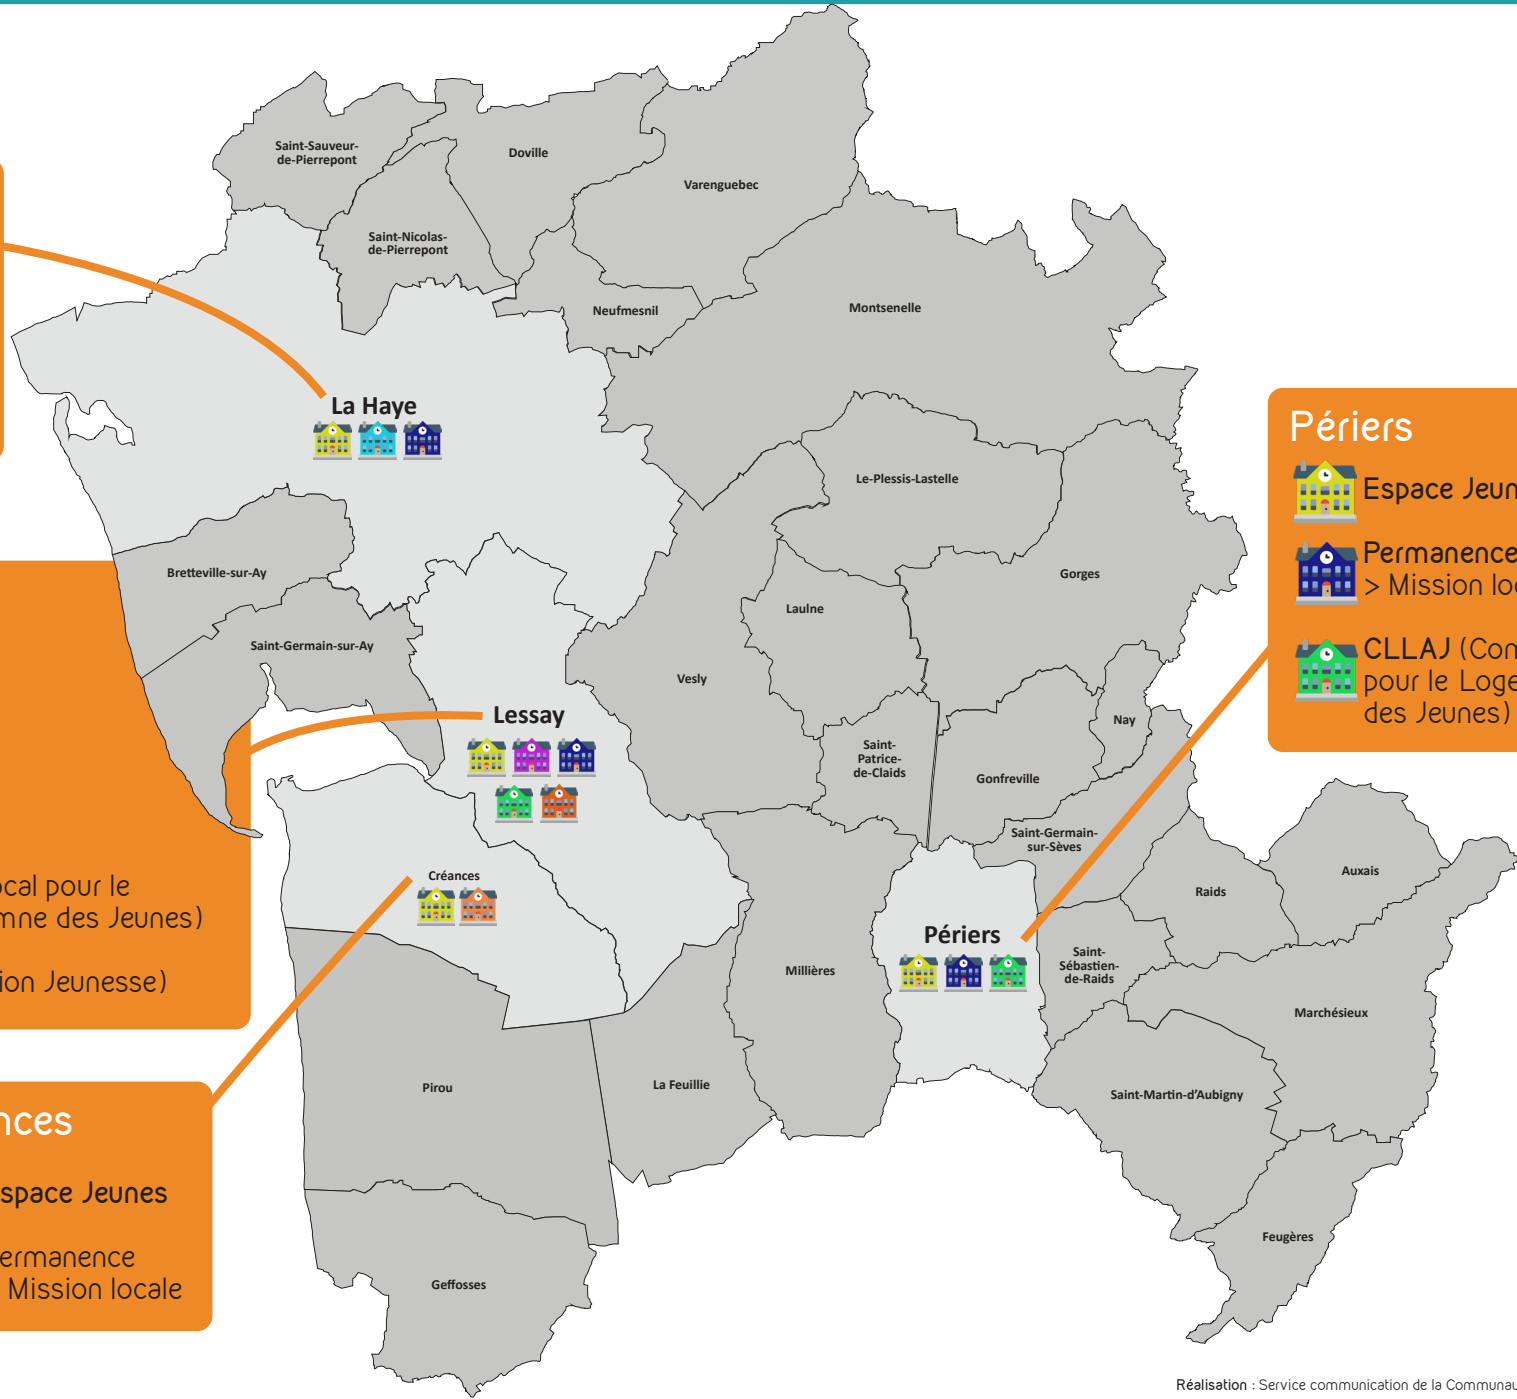 Saint-Sauveur-
de-Pierrepont
Doville
Varenguebec
Saint-Nicolas-
de-Pierrepont
Neufmesnil
Montsenelle
La Haye
Le-Plessis-Lastelle
Bretteville-sur-Ay
Gorges
Laulne
Saint-Germain-sur-Ay
Vesly
Lessay
Nay
Saint-
Patrice-
de-Claids
Gonfreville
Saint-Germain-
sur-Sèves
Créances
Auxais
Raids
Périers
Saint-
Sébastien-
de-Raids
Millières
Marchésieux
Pirou
La Feuillie
Saint-Martin-d'Aubigny
Feugères
Geffosses
Périers
Espace Jeun
Permanence
> Mission loc
CLLAJ (Com
pour le Loge
des Jeunes)
ocal pour le
mne des Jeunes)
ion Jeunesse)
nces
space Jeunes
ermanence
Mission locale
Réalisation : Service communication de la Communau